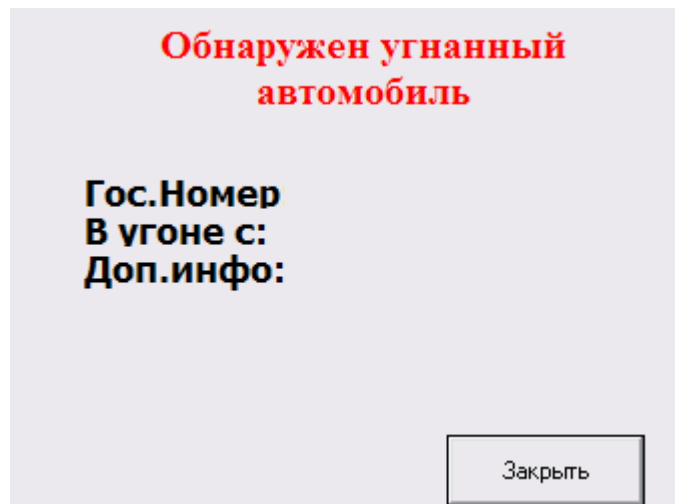 Обнаружен угнанный
автомобиль
Гос.Номер
В угоне с:
Доп.инфо:
Закрыть